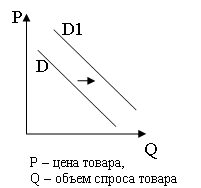 P
D1
D
Q
P – цена товара,
Q – объем спроса товара